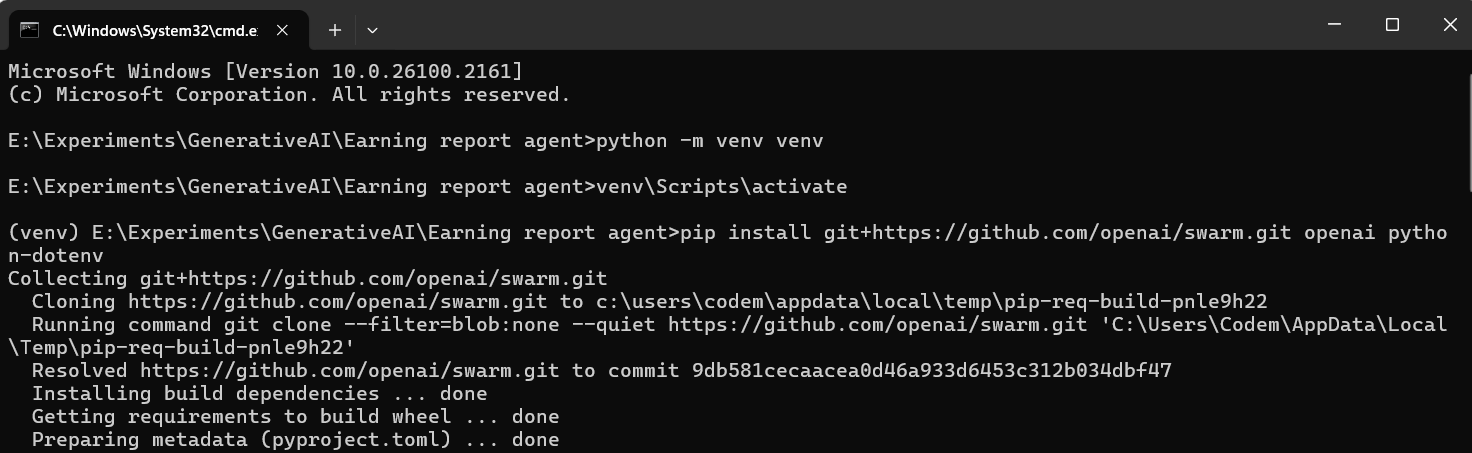 C:\Windows\System32\cmd.e
Microsoft Windows [Version 10.0.26100.2161]
(c) Microsoft Corporation. All rights reserved.
E:\Experiments\GenerativeAI\Earning report agent>python -m venv venv
E:\Experiments\GenerativeAI\Earning report agent>venv\Scripts\activate
(venv) E:\Experiments\GenerativeAI\Earning report agent>pip install git+https://github.com/openai/swarm.git openai pytho
n-dotenv
Collecting git+https://github.com/openai/swarm.git
  Cloning https://github.com/openai/swarm.git to c:\users\codem\appdata\local\temp\pip-req-build-pnle9h22
  Running command git clone --filter=blob:none --quiet https://github.com/openai/swarm.git 'C:\Users\Codem\AppData\Local
\Temp\pip-req-build-pnle9h22'
  Resolved https://github.com/openai/swarm.git to commit 9db581cecaacea0d46a933d6453c312b034dbf47
  Installing build dependencies ... done
  Getting requirements to build wheel ... done
  Preparing metadata (pyproject.toml) ... done